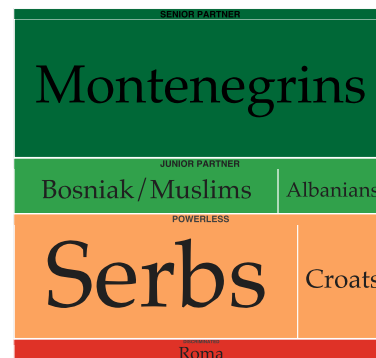 SENIOR PARTNER
Montenegrins
JUNIOR PARTNER
Bosniak/Muslims Albanians
POWERLESS
Serbs Croats
Roma